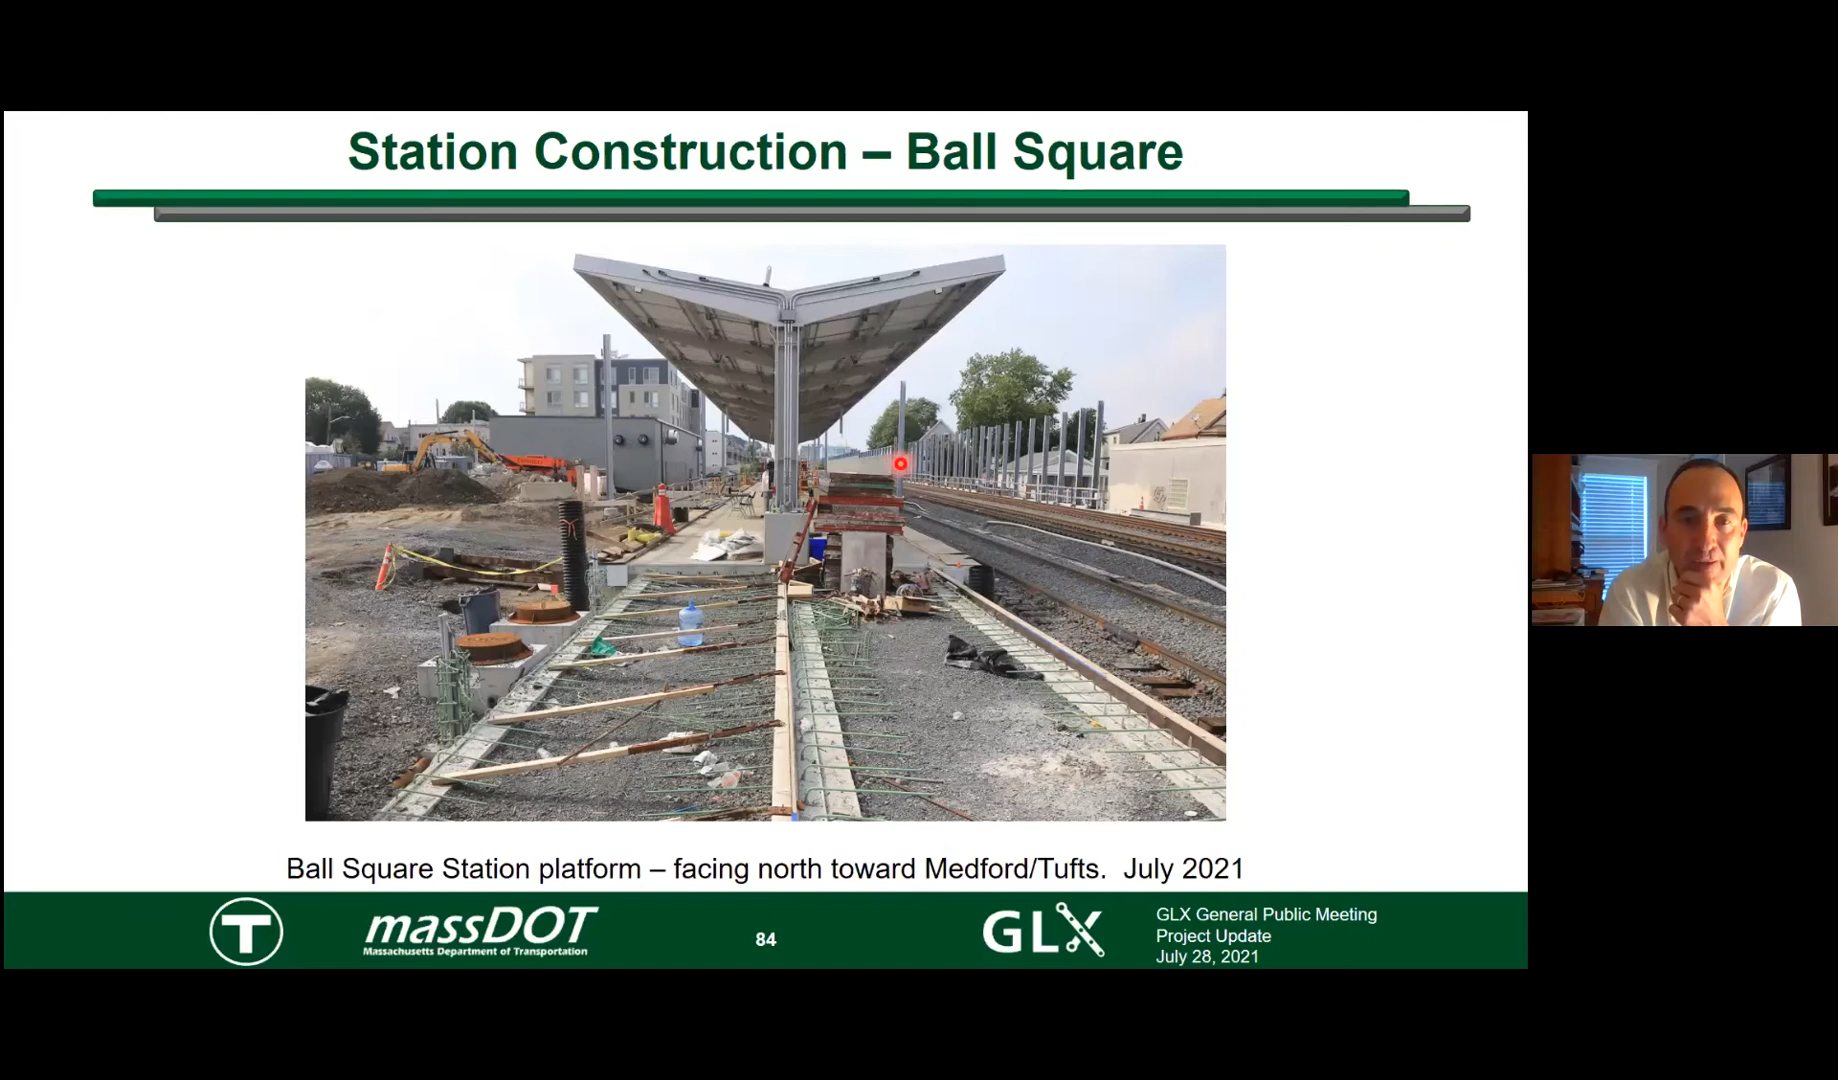 Station Construction – Ball Square
Ball Square Station platform – facing north toward Medford/Tufts.  July 2021
T
massDOT
Massachusetts Department of Transportation
84
GLX
GLX General Public Meeting
Project Update
July 28, 2021